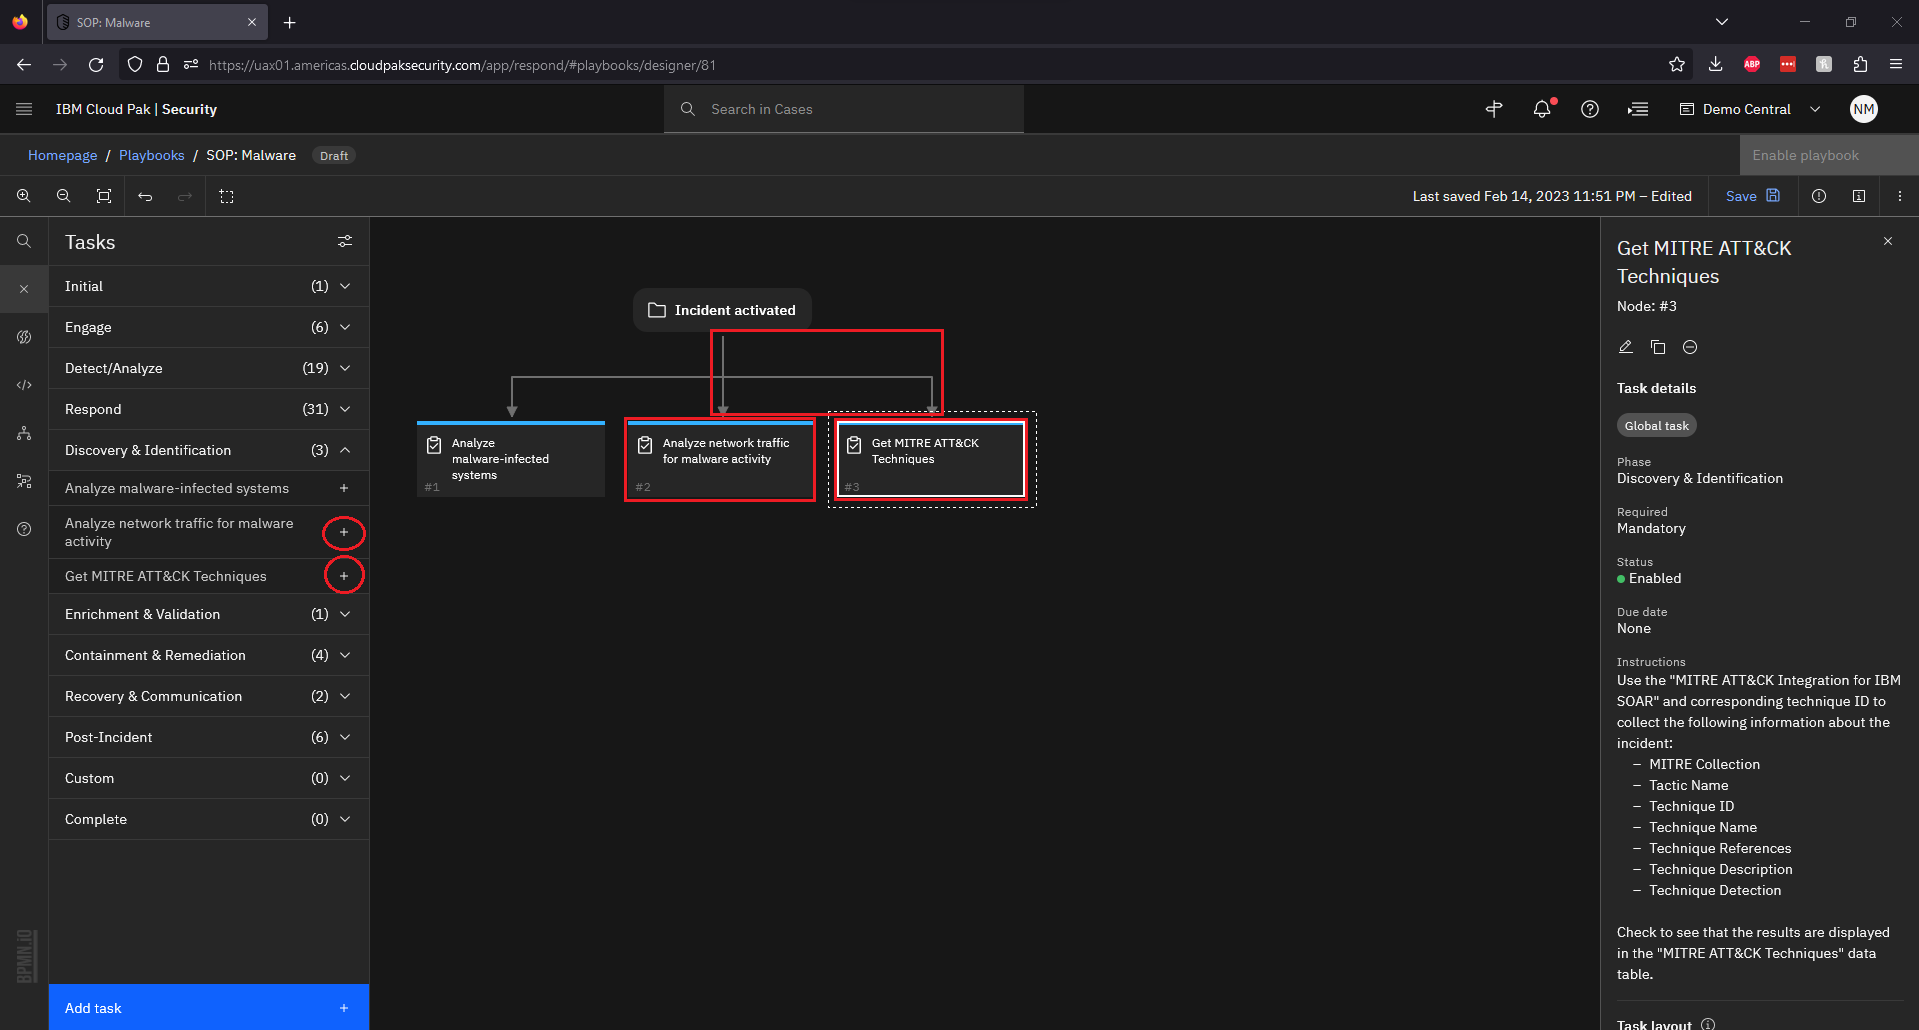 SOP: Malware
https://uax01.americas.cloudpaksecurity.com/app/respond/#playbooks/designer/81
ABP
IBM Cloud Pak | Security
Search in Cases
Demo Central
NM
Homepage / Playbooks / SOP: Malware Draft
Enable playbook
Last saved Feb 14, 2023 11:51 PM – Edited
Save
Tasks
Initial (1)
Engage (6)
Detect/Analyze (19)
Respond (31)
Discovery & Identification (3)
Analyze malware-infected systems
Analyze network traffic for malware
activity
Get MITRE ATT&CK Techniques
Enrichment & Validation (1)
Containment & Remediation (4)
Recovery & Communication (2)
Post-Incident (6)
Custom (0)
Complete (0)
BPMN.iO
Add task
Incident activated
Analyze
malware-infected
systems
#1
Analyze network traffic
for malware activity
#2
Get MITRE ATT&CK
Techniques
#3
Get MITRE ATT&CK
Techniques
Node: #3
Task details
Global task
Phase
Discovery & Identification
Required
Mandatory
Status
Enabled
Due date
None
Instructions
Use the "MITRE ATT&CK Integration for IBM
SOAR" and corresponding technique ID to
collect the following information about the
incident:
– MITRE Collection
– Tactic Name
– Technique ID
– Technique Name
– Technique References
– Technique Description
– Technique Detection
Check to see that the results are displayed
in the "MITRE ATT&CK Techniques" data
table.
Task layout